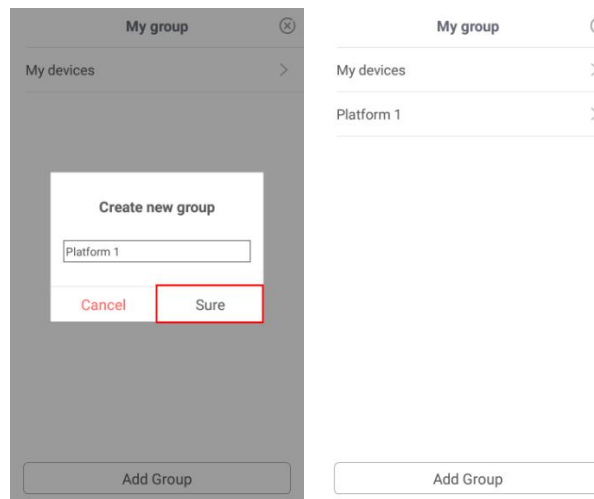 My group
My devices
Create new group
Platform 1
Cancel Sure
Add Group
My group
My devices
Platform 1
Add Group